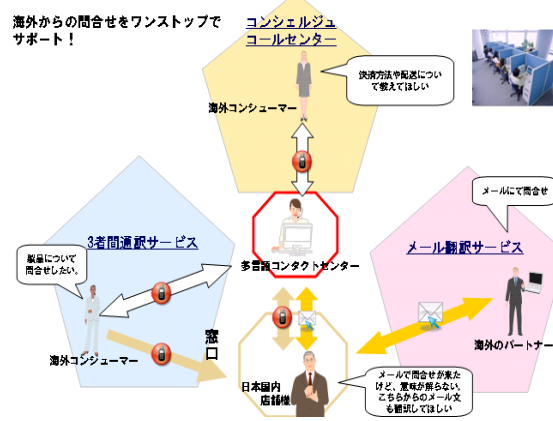 海外からの問合せをワンストップで
サポート！
コンシェルジュ
コールセンター
決済方法や配送につい
て教えてほしい
海外コンシューマー
メールにて問合せ
3者間通訳サービス
メール翻訳サービス
製品について
問合せしたい。
多言語コンタクトセンター
窓
口
海外コンシューマー
海外のパートナー
日本国内
店舗様
メールで問合せが来た
けど、意味が解らない。
こちらからのメール文
も翻訳してほしい